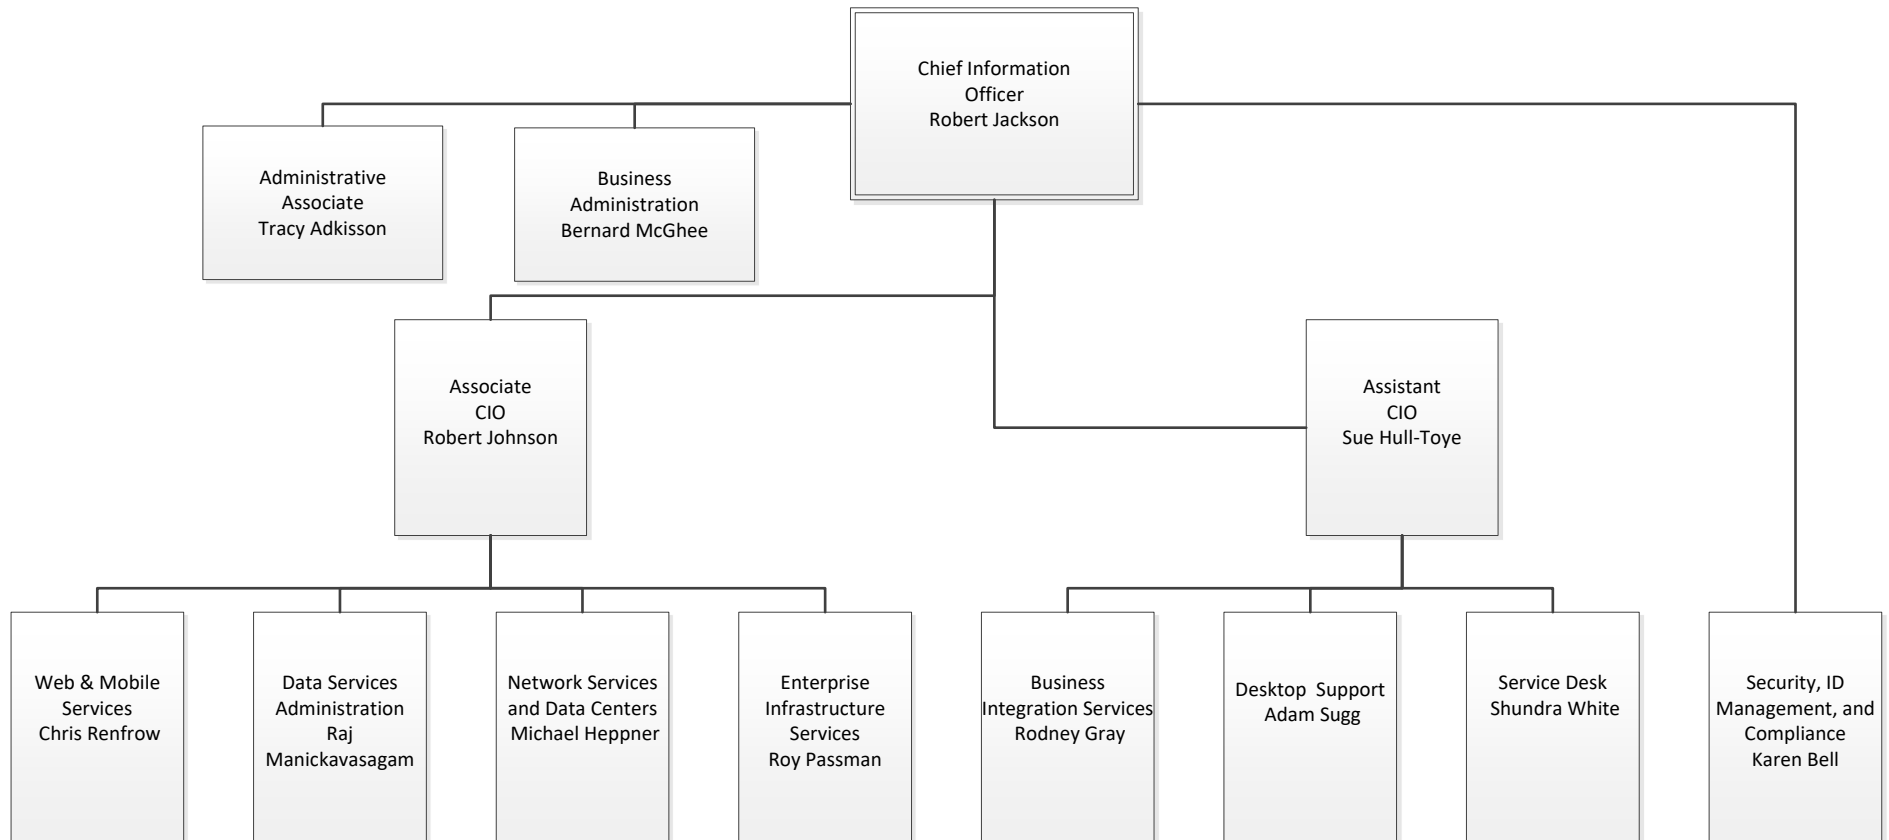 Chief Information
Officer
Robert Jackson
Administrative
Associate
Tracy Adkisson
Business
Administration
Bernard McGhee
Associate
CIO
Robert Johnson
Assistant
CIO
Sue Hull-Toye
Web & Mobile
Services
Chris Renfrow
Data Services
Administration
Raj
Manickavasagam
Network Services
and Data Centers
Michael Heppner
Enterprise
Infrastructure
Services
Roy Passman
Business
Integration Services
Rodney Gray
Desktop  Support
Adam Sugg
Service Desk
Shundra White
Security, ID
Management, and
Compliance
Karen Bell